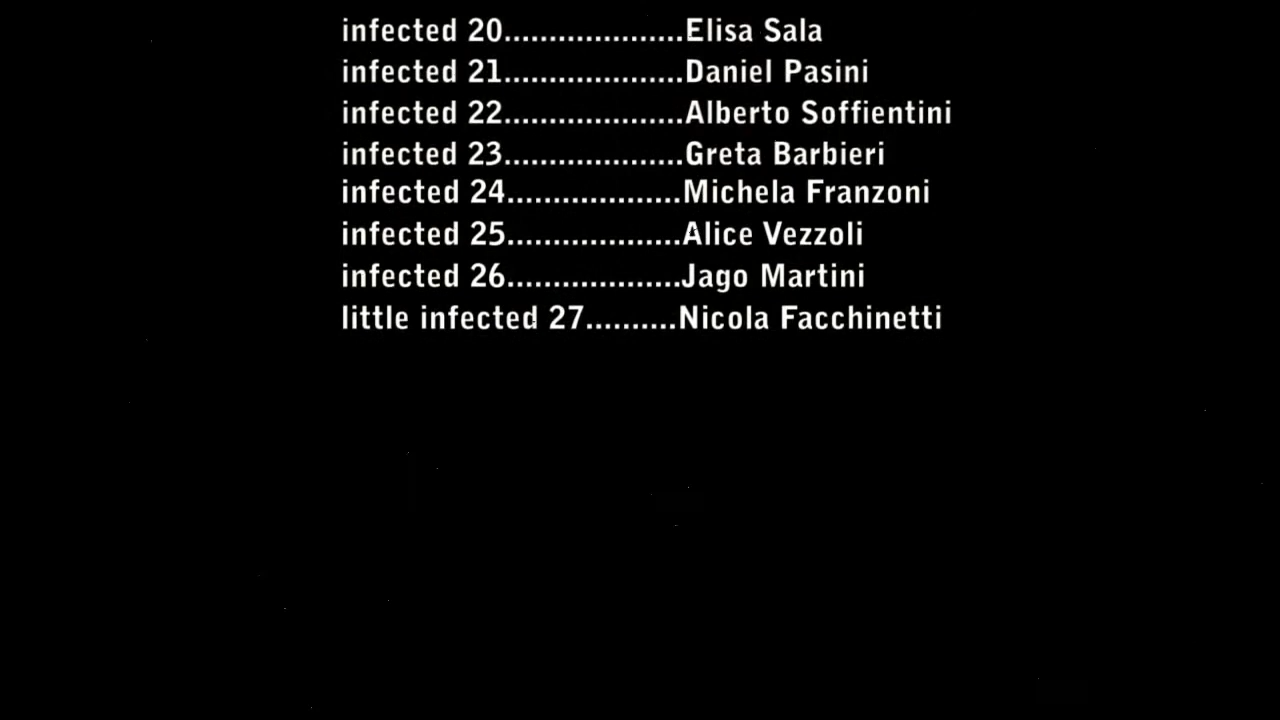 infected 20....................Elisa Sala
infected 21....................Daniel Pasini
infected 22....................Alberto Soffientini
infected 23....................Greta Barbieri
infected 24...................Michela Franzoni
infected 25...................Alice Vezzoli
infected 26...................Jago Martini
little infected 27..........Nicola Facchinetti